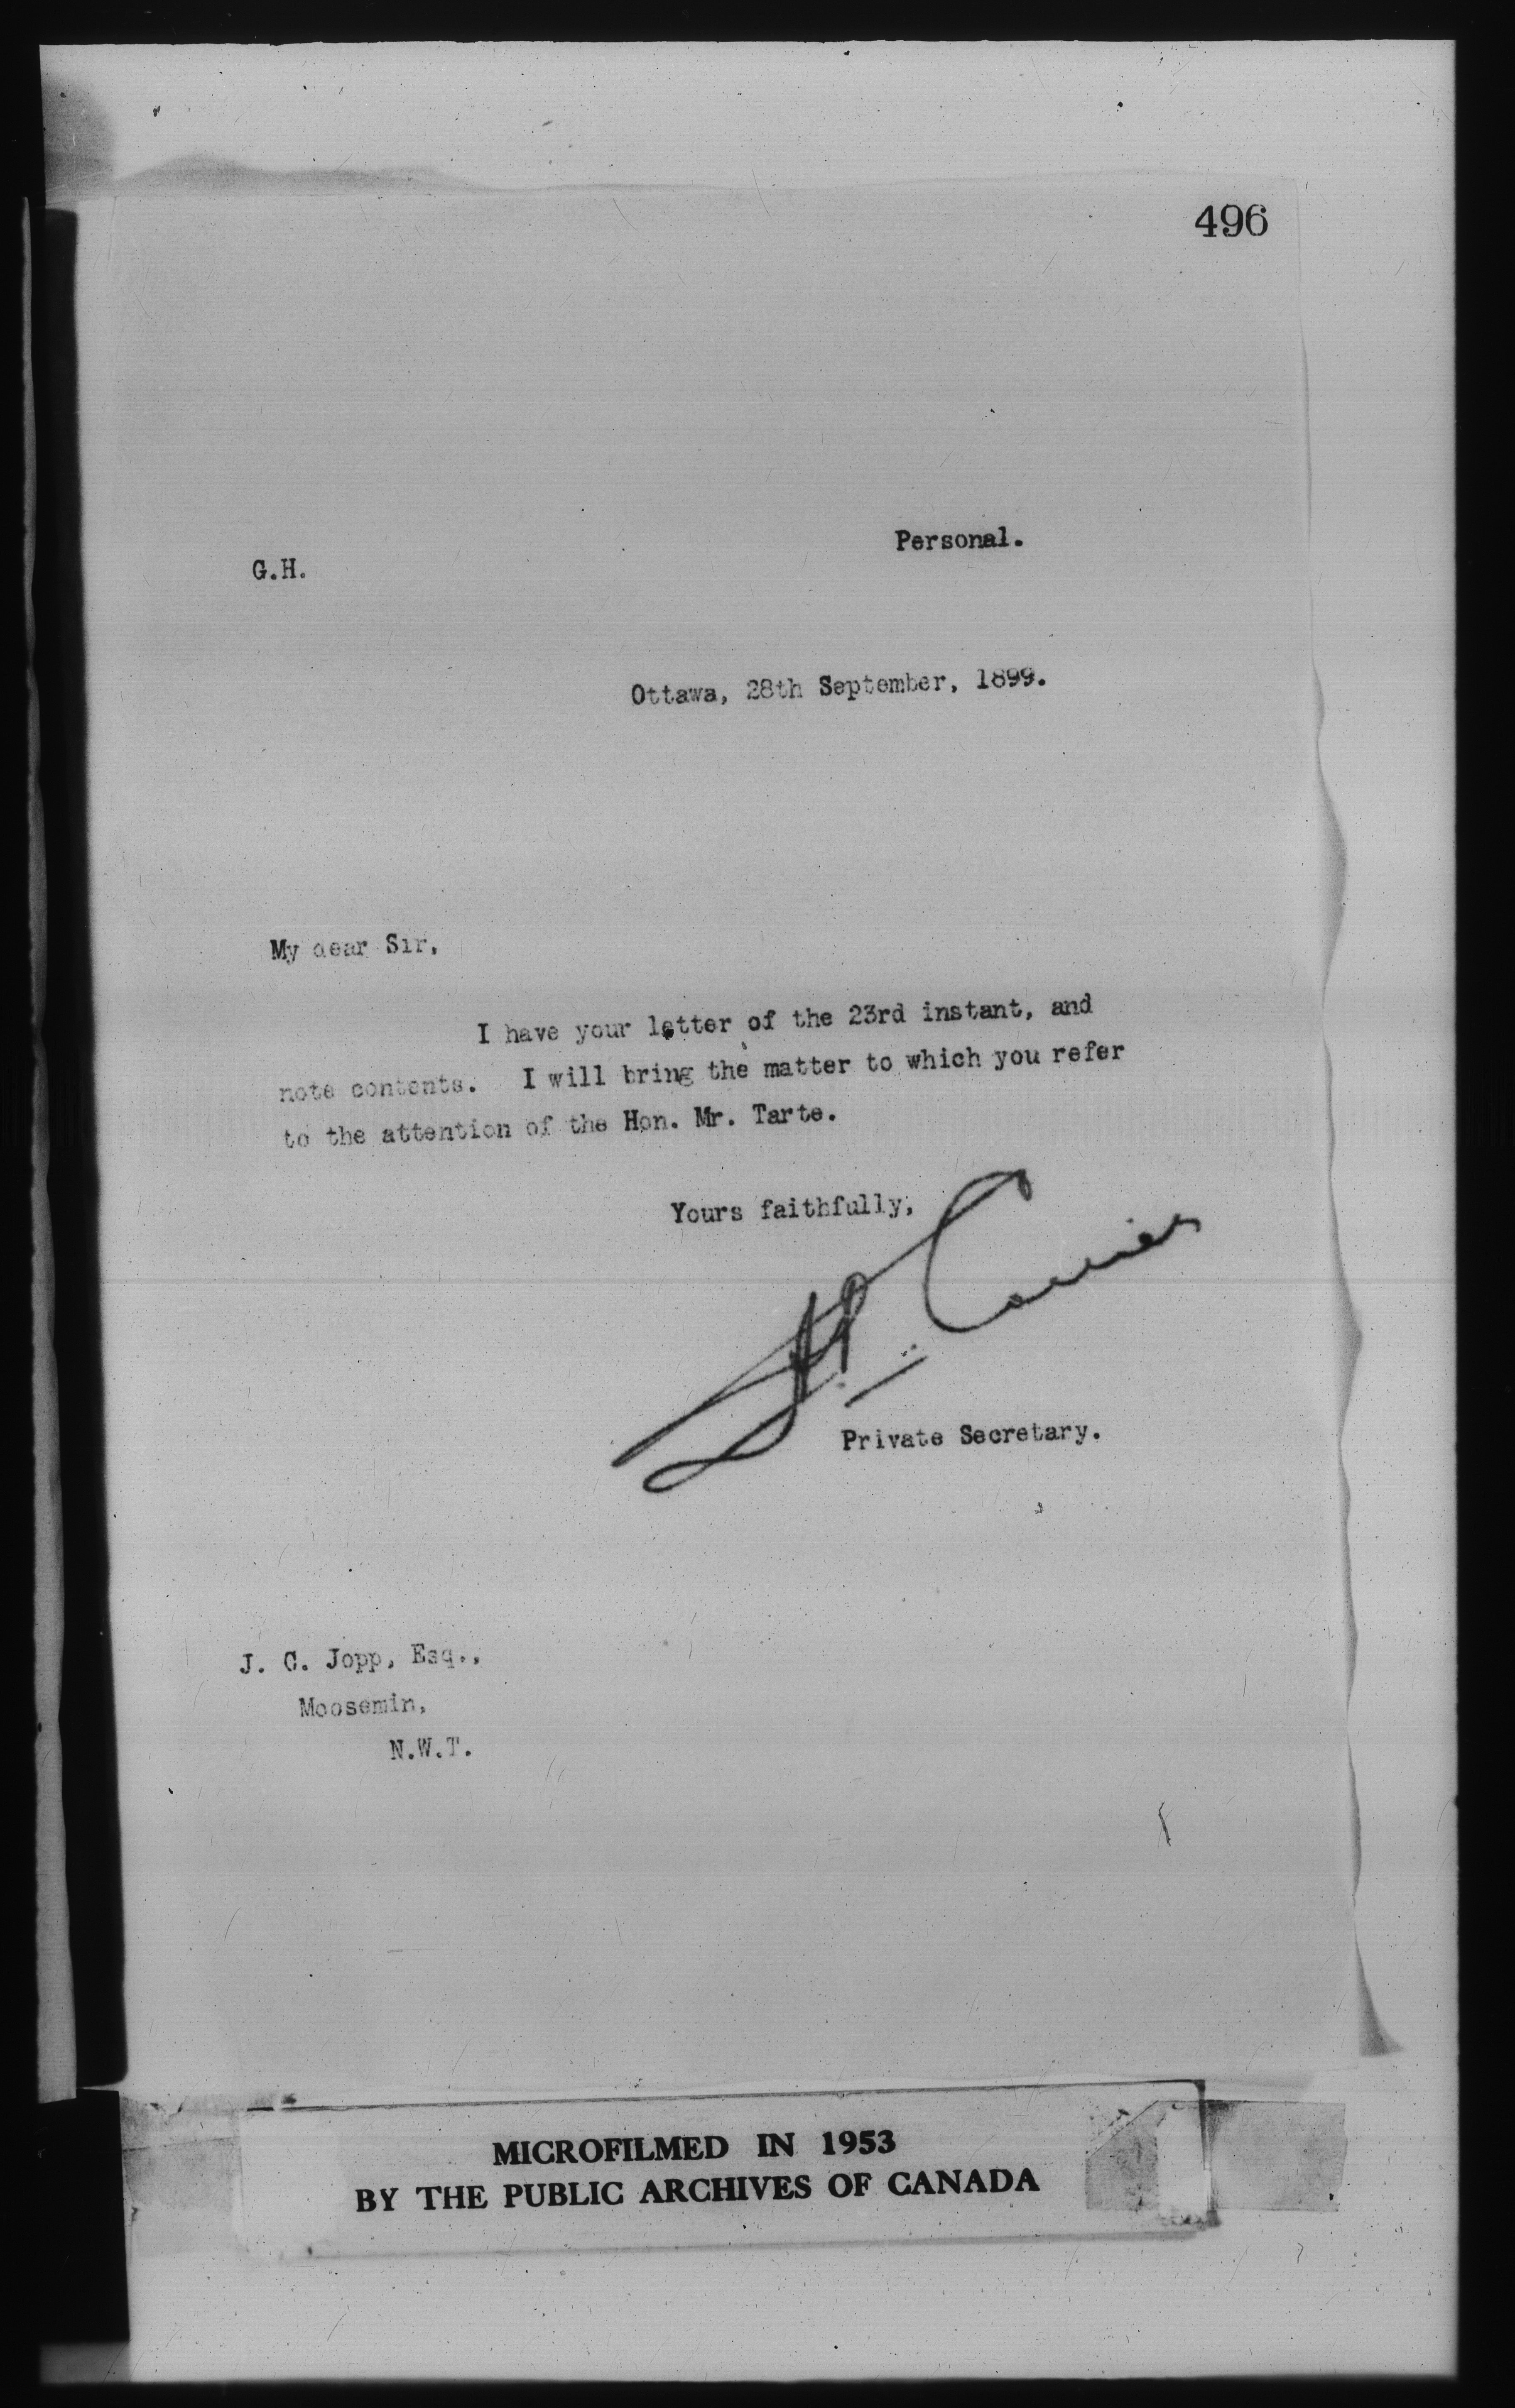 496
Personal.
G.H.
Ottawa, 28th September, 1899.
My dear Sir,
I have your letter of the 23rd instant, and
note contents. I will bring the matter to which you refer
to the attention of the Hon. Mr. Tarte.
Yours faithfully,
Private Secretary.
J. C. Jopp, Esq.,
Moosemin,
N.W.T.
MICROFILMED IN 1953
BY THE PUBLIC ARCHIVES OF CANADA